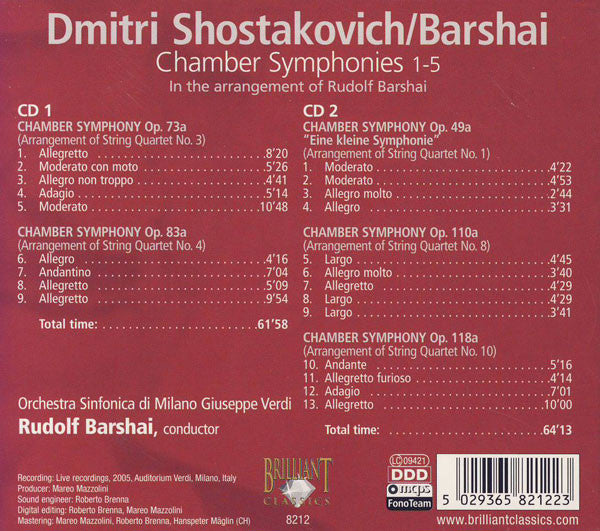 Dmitri Shostakovich/Barshai
Chamber Symphonies 1-5
In the arrangement of Rudolf Barshai
CD 1
CHAMBER SYMPHONY Op. 73a
(Arrangement of String Quartet No. 3)
1. Allegretto 8’20
2. Moderato con moto 5’26
3. Allegro non troppo 4’41
4. Adagio 5’14
5. Moderato 10’48
CHAMBER SYMPHONY Op. 83a
(Arrangement of String Quartet No. 4)
6. Allegro 4’16
7. Andantino 7’04
8. Allegretto 5’09
9. Allegretto 9’54
Total time: 61’58
CD 2
CHAMBER SYMPHONY Op. 49a
“Eine kleine Symphonie”
(Arrangement of String Quartet No. 1)
1. Moderato 4’22
2. Moderato 4’53
3. Allegro molto 2’44
4. Allegro 3’31
CHAMBER SYMPHONY Op. 110a
(Arrangement of String Quartet No. 8)
5. Largo 4’45
6. Allegro molto 3’40
7. Allegretto 4’29
8. Largo 4’29
9. Largo 3’41
CHAMBER SYMPHONY Op. 118a
(Arrangement of String Quartet No. 10)
10. Andante 5’16
11. Allegretto furioso 4’14
12. Adagio 7’01
13. Allegretto 10’00
Total time: 64’13
Orchestra Sinfonica di Milano Giuseppe Verdi
Rudolf Barshai, conductor
Recording: Live recordings, 2005, Auditorium Verdi, Milano, Italy
Producer: Mareo Mazzolini
Sound engineer: Roberto Brenna
Digital editing: Roberto Brenna, Mareo Mazzolini
Mastering: Mareo Mazzolini, Roberto Brenna, Hanspeter Mäglin (CH)
BRILLIANT
CLASSICS
8212
LC 09421
DDD
mcps
FonoTeam
5 029365 821223
www.brilliantclassics.com